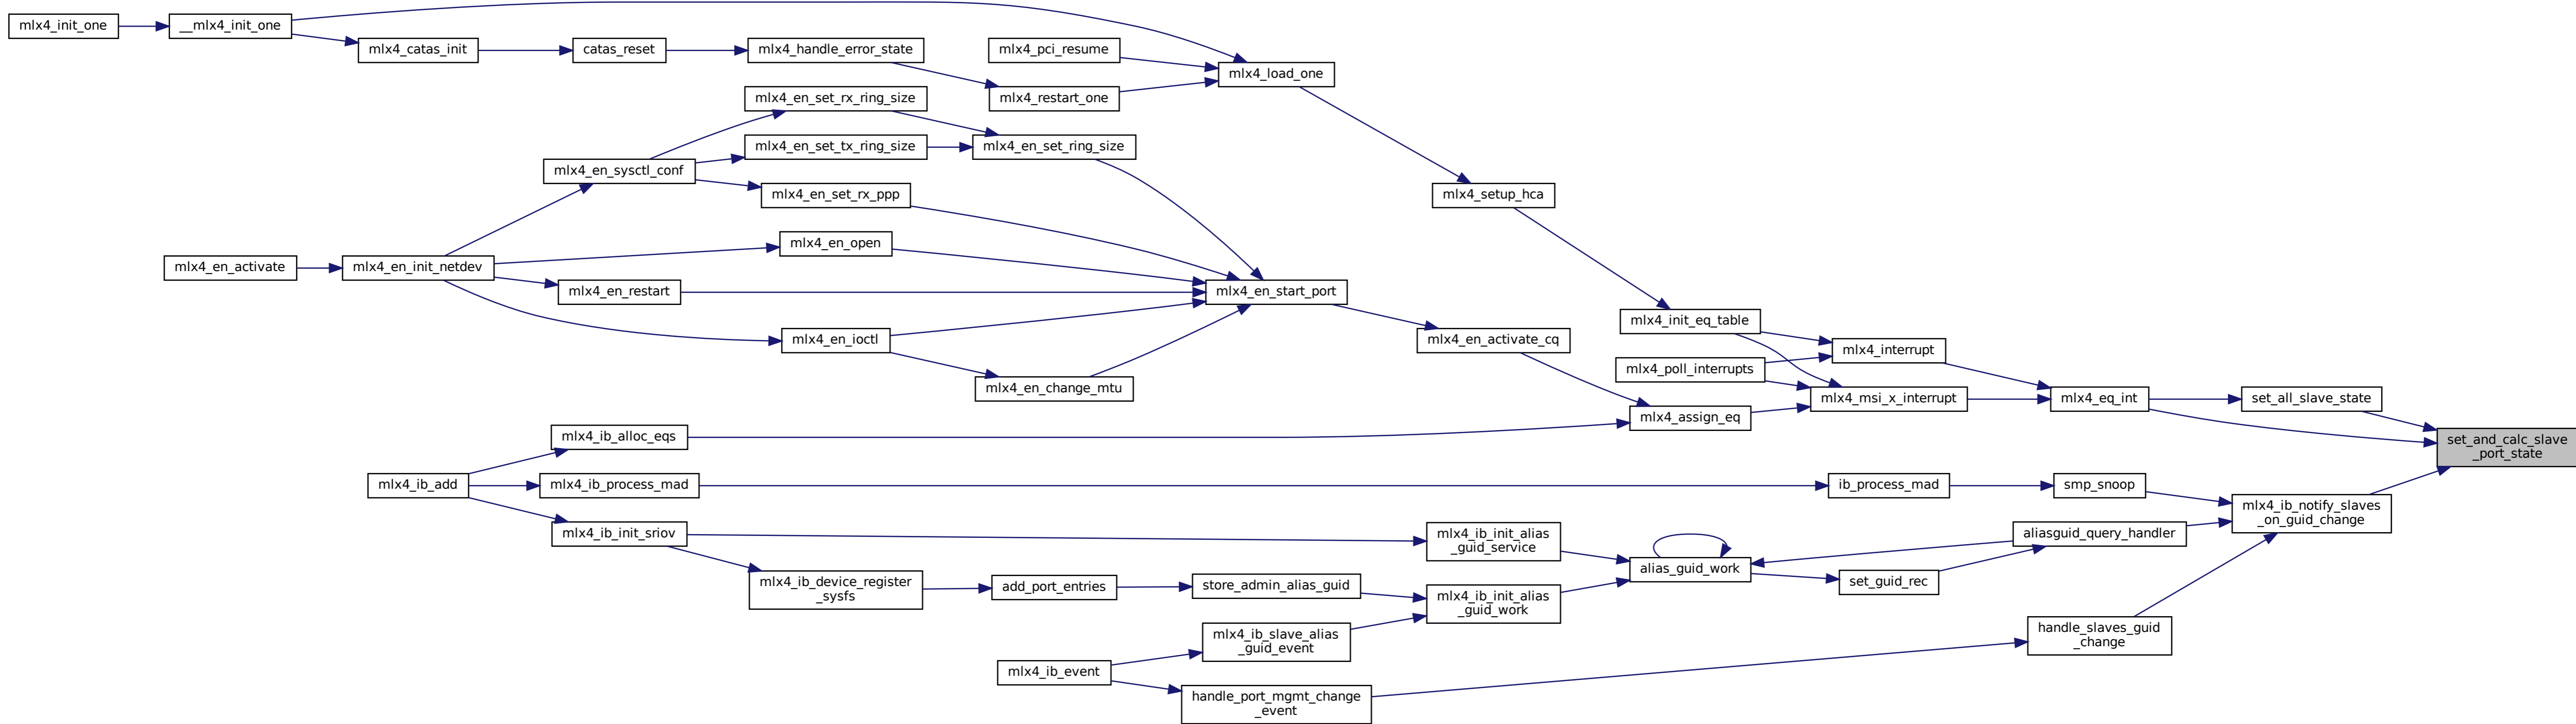 mlx4_init_one
__mlx4_init_one
mlx4_catas_init
catas_reset
mlx4_handle_error_state
mlx4_pci_resume
mlx4_load_one
mlx4_restart_one
mlx4_en_set_rx_ring_size
mlx4_en_set_tx_ring_size
mlx4_en_set_ring_size
mlx4_en_sysctl_conf
mlx4_en_set_rx_ppp
mlx4_setup_hca
mlx4_en_open
mlx4_en_activate
mlx4_en_init_netdev
mlx4_en_restart
mlx4_en_start_port
mlx4_en_ioctl
mlx4_en_change_mtu
mlx4_en_activate_cq
mlx4_init_eq_table
mlx4_poll_interrupts
mlx4_interrupt
mlx4_msi_x_interrupt
mlx4_eq_int
set_all_slave_state
mlx4_assign_eq
set_and_calc_slave
_port_state
mlx4_ib_alloc_eqs
mlx4_ib_add
mlx4_ib_process_mad
ib_process_mad
smp_snoop
mlx4_ib_notify_slaves
_on_guid_change
mlx4_ib_init_sriov
mlx4_ib_init_alias
_guid_service
aliasguid_query_handler
alias_guid_work
set_guid_rec
mlx4_ib_device_register
_sysfs
add_port_entries
store_admin_alias_guid
mlx4_ib_init_alias
_guid_work
mlx4_ib_slave_alias
_guid_event
handle_slaves_guid
_change
mlx4_ib_event
handle_port_mgmt_change
_event